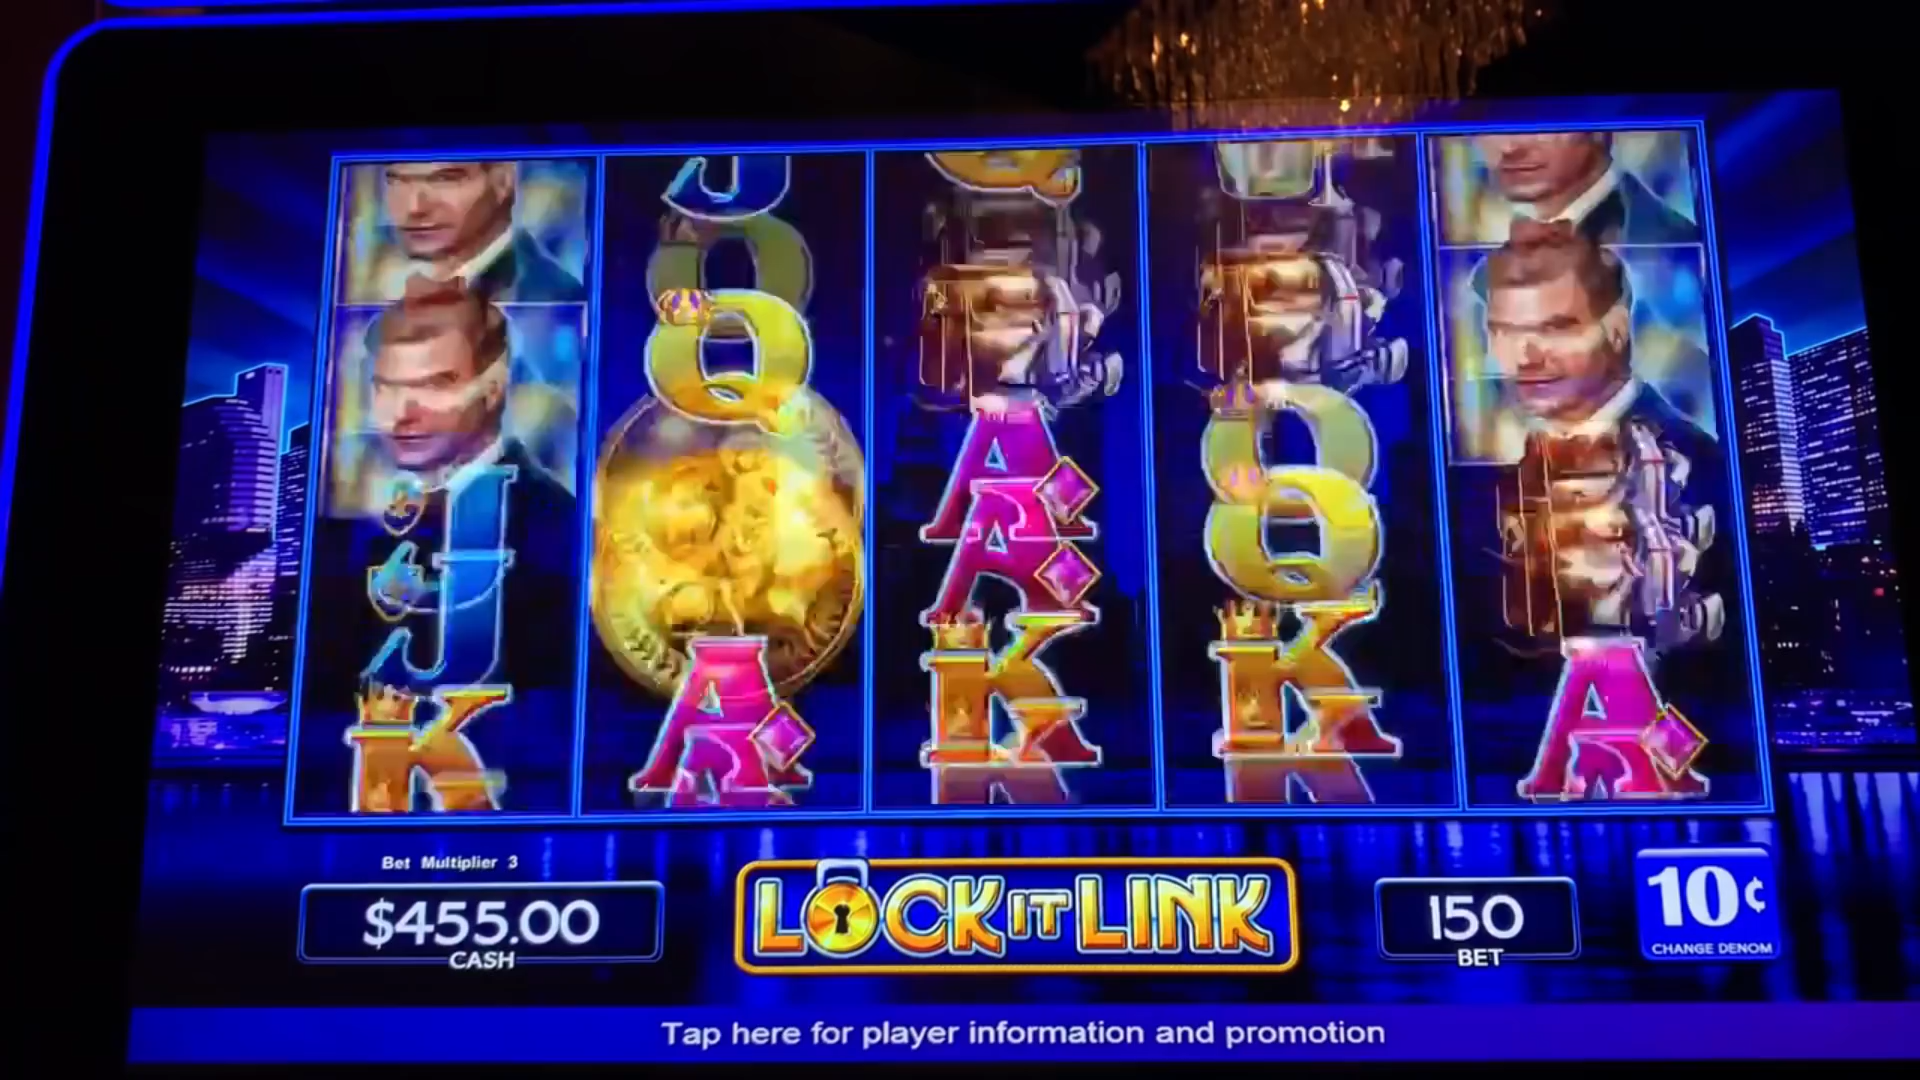 J
Q
Q
Q
J
A
Q
Q
J
A
K
K
K
A
A
K
A
Bet Multiplier 3
$455.00
CASH
LOCK IT LINK
150
BET
10¢
CHANGE DENOM
Tap here for player information and promotion